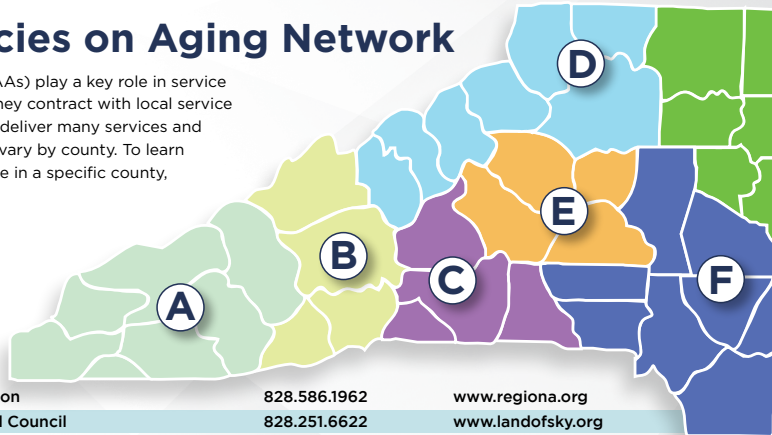 cies on Aging Network
AAs) play a key role in service
hey contract with local service
deliver many services and
vary by county. To learn
e in a specific county,
D
E
B
C
F
A
on 828.586.1962 www.regiona.org
l Council 828.251.6622 www.landofsky.org